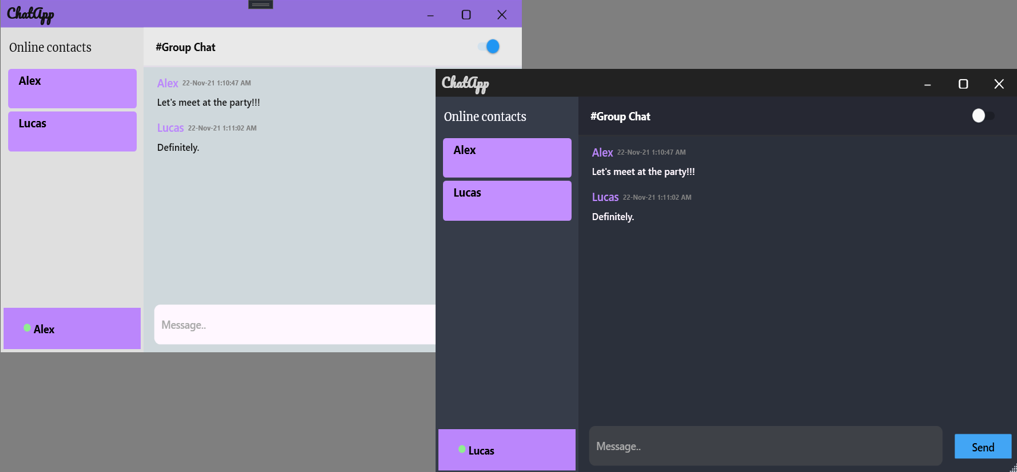 ChatApp
Online contacts
Alex
Lucas
Alex
#Group Chat
Alex 22-Nov-21 1:10:47 AM
Let's meet at the party!!!
Lucas 22-Nov-21 1:11:02 AM
Definitely.
Message..
ChatApp
Online contacts
Alex
Lucas
Lucas
#Group Chat
Alex 22-Nov-21 1:10:47 AM
Let's meet at the party!!!
Lucas 22-Nov-21 1:11:02 AM
Definitely.
Message..
Send